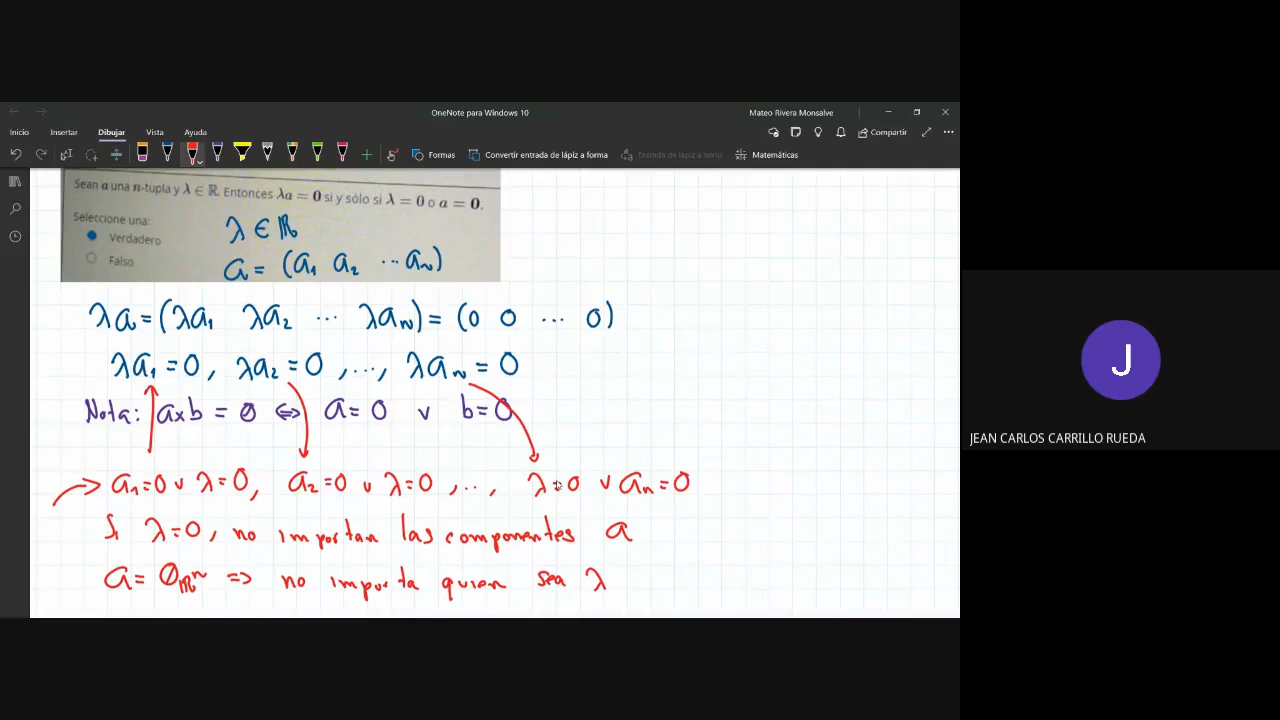 OneNote para Windows 10
Mateo Rivera Monsalve
Inicio Insertar Dibujar Vista Ayuda
Compartir
Formas Convertir entrada de lápiz a forma Entrada de lápiz a texto Matemáticas
Sean a una n-tupla y λ ∈ ℝ. Entonces λa = 0 si y sólo si λ = 0 o a = 0.
Seleccione una:
Verdadero
Falso
λ ∈ ℝ
a = (a₁ a₂ ... aₙ)
λa = (λa₁ λa₂ ... λaₙ) = (0 0 ... 0)
λa₁ = 0, λa₂ = 0, ..., λaₙ = 0
Nota: axb = 0 ⇔ a = 0 v b = 0
a₁=0 v λ=0, a₂=0 v λ=0, ..., λ=0 v aₙ=0
Si λ=0, no importan las componentes a
a = 0ℝⁿ => no importa quien sea λ
J
JEAN CARLOS CARRILLO RUEDA